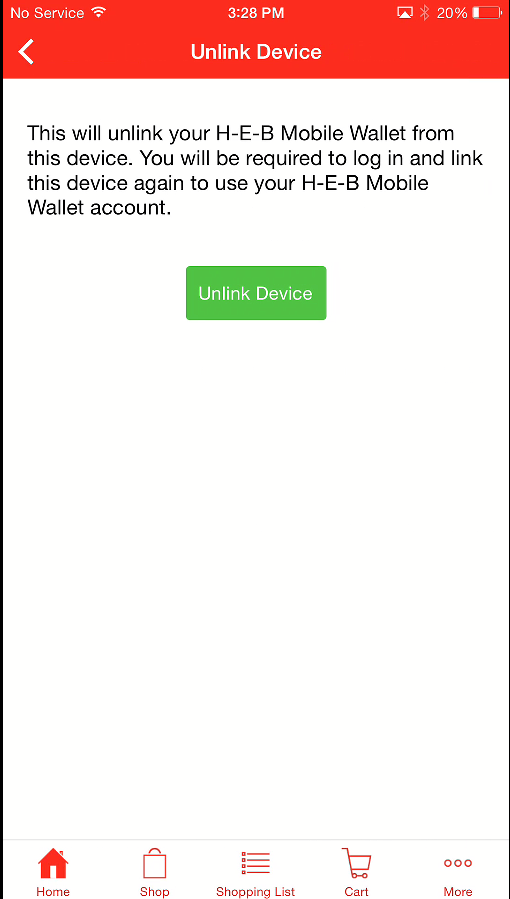 No Service 3:28 PM 20%
Unlink Device
This will unlink your H-E-B Mobile Wallet from
this device. You will be required to log in and link
this device again to use your H-E-B Mobile
Wallet account.
Unlink Device
Home Shop Shopping List Cart More